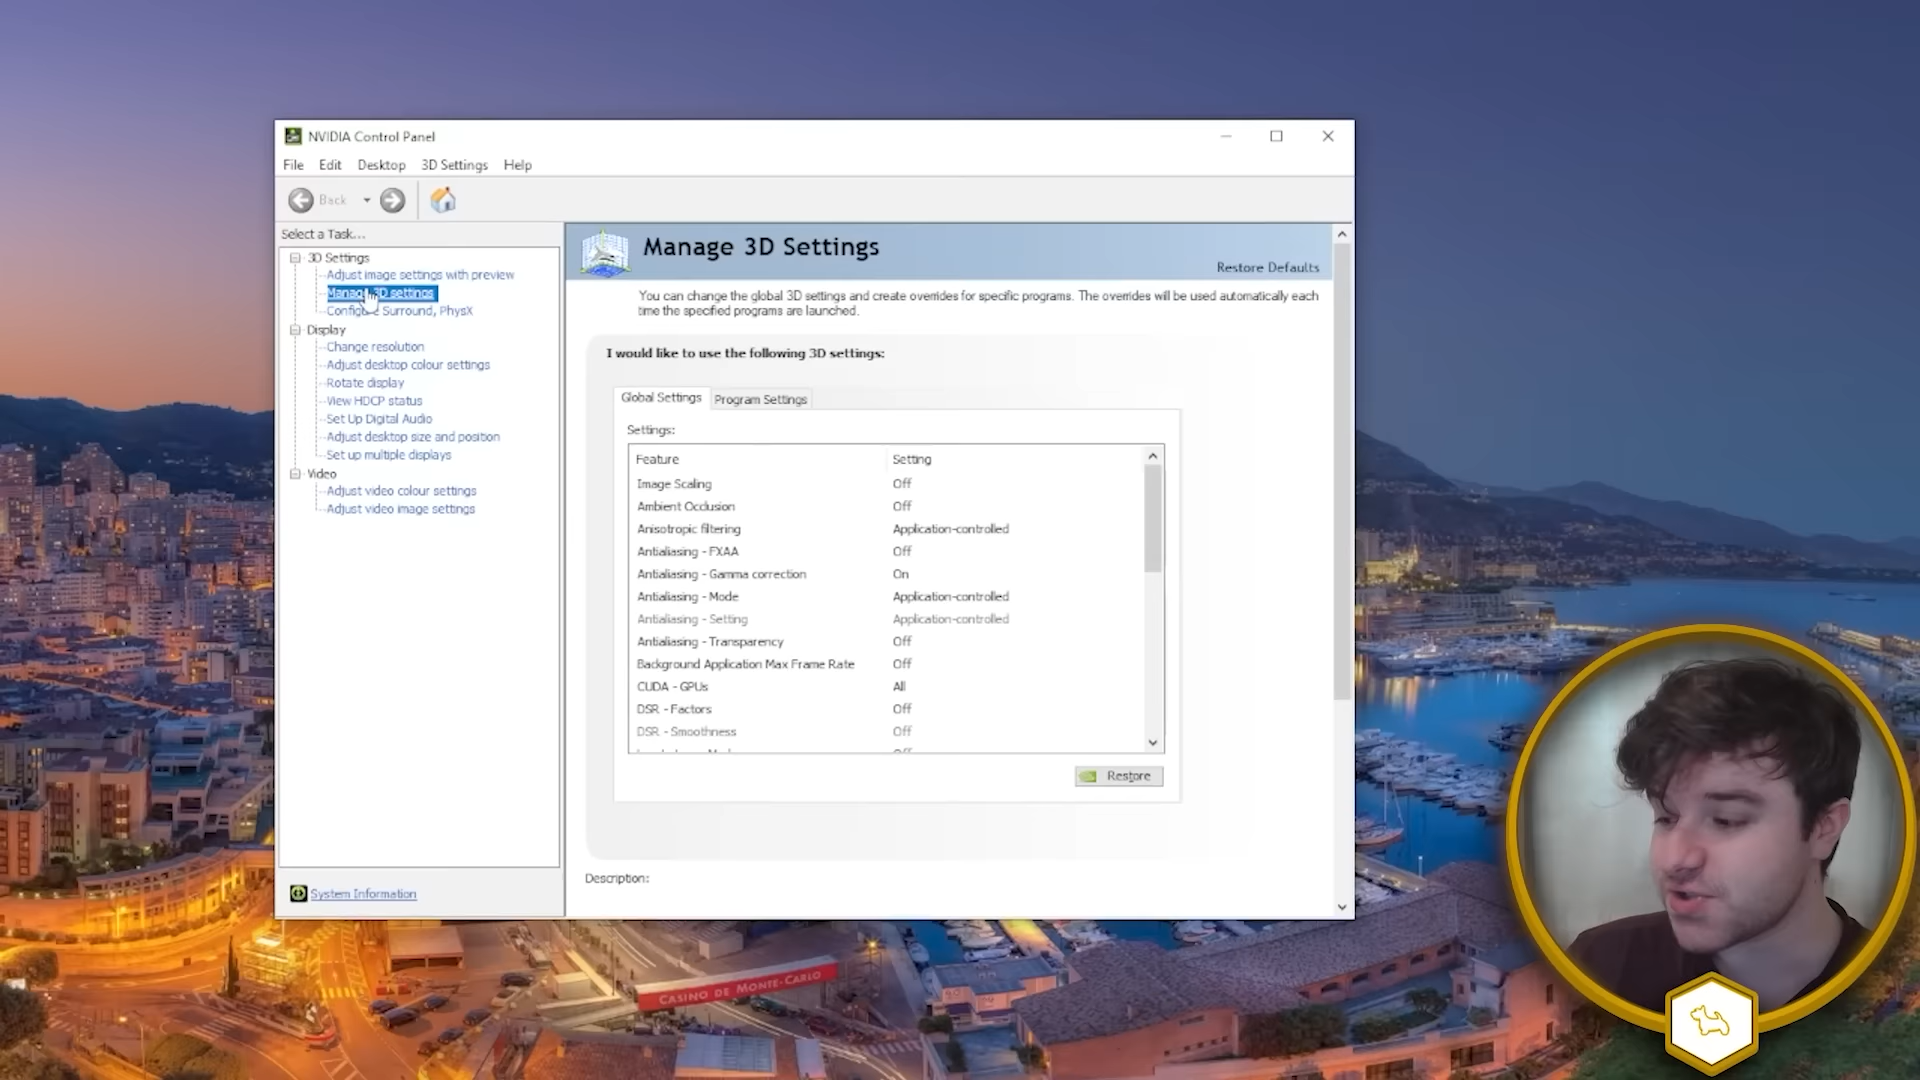 NVIDIA Control Panel
File Edit Desktop 3D Settings Help
Back
Select a Task...
3D Settings
Adjust image settings with preview
Manage 3D settings
Configure Surround, PhysX
Display
Change resolution
Adjust desktop colour settings
Rotate display
View HDCP status
Set Up Digital Audio
Adjust desktop size and position
Set up multiple displays
Video
Adjust video colour settings
Adjust video image settings
System Information
Manage 3D Settings
Restore Defaults
You can change the global 3D settings and create overrides for specific programs. The overrides will be used automatically each
time the specified programs are launched.
I would like to use the following 3D settings:
Global Settings Program Settings
Settings:
Feature Setting
Image Scaling Off
Ambient Occlusion Off
Anisotropic filtering Application-controlled
Antialiasing - FXAA Off
Antialiasing - Gamma correction On
Antialiasing - Mode Application-controlled
Antialiasing - Setting Application-controlled
Antialiasing - Transparency Off
Background Application Max Frame Rate Off
CUDA - GPUs All
DSR - Factors Off
DSR - Smoothness Off
Restore
Description:
CASINO DE MONTE-CARLO